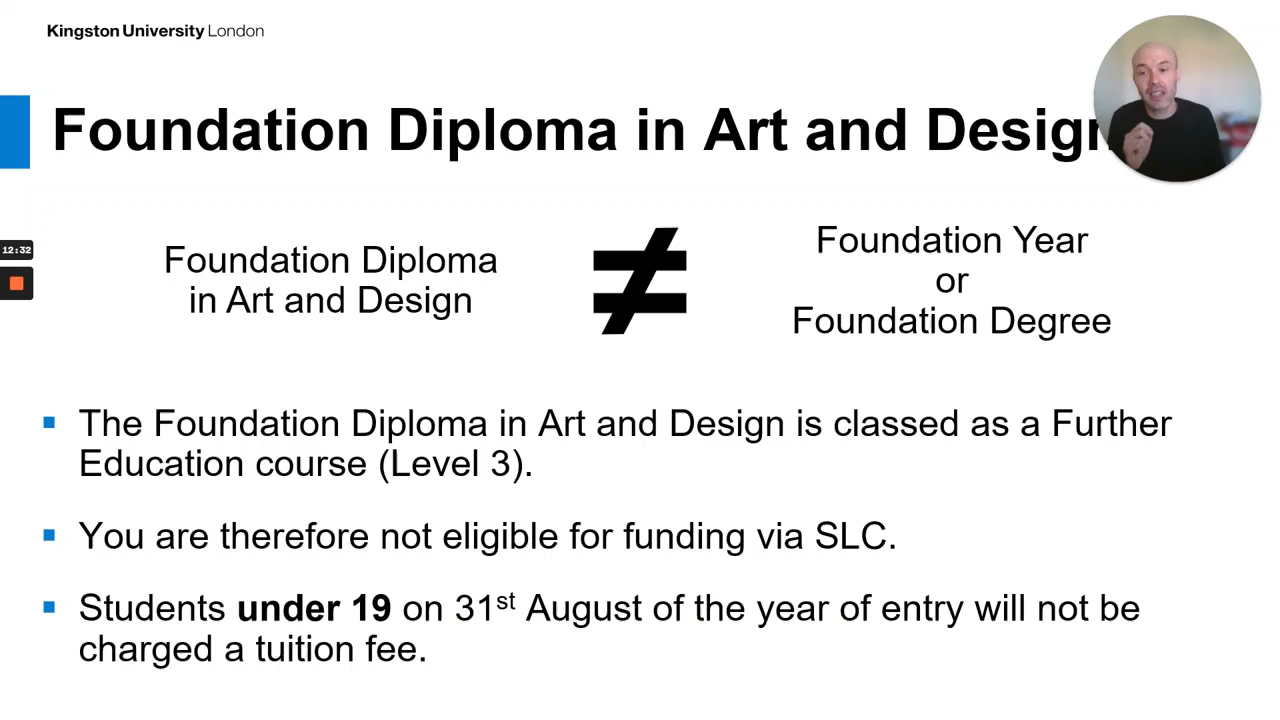 Kingston University London
Foundation Diploma in Art and Design
12:32
Foundation Diploma
in Art and Design
≠
Foundation Year
or
Foundation Degree
▪ The Foundation Diploma in Art and Design is classed as a Further
Education course (Level 3).
▪ You are therefore not eligible for funding via SLC.
▪ Students under 19 on 31st August of the year of entry will not be
charged a tuition fee.